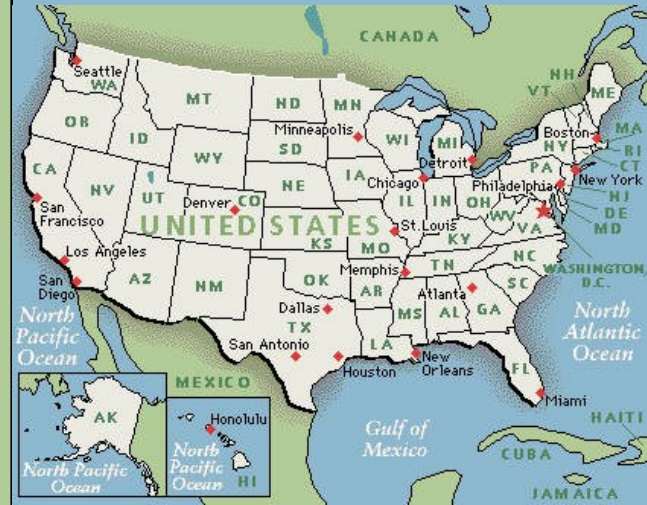 CANADA
NH
VT
ME
Seattle
WA
MT
ND
MN
OR
ID
Minneapolis
WI
MI
Boston
MA
NY
RI
CT
SD
WY
Detroit
CA
NV
UT
Denver
CO
NE
IA
Chicago
IL
IN
OH
PA
Philadelphia
New York
NJ
DE
MD
San
Francisco
UNITED STATES
KS
MO
St. Louis
KY
WV
VA
WASHINGTON,
D.C.
Los Angeles
San
Diego
AZ
NM
OK
AR
Memphis
TN
NC
SC
Dallas
TX
MS
AL
Atlanta
GA
North
Pacific
Ocean
North
Atlantic
Ocean
San Antonio
Houston
LA
New
Orleans
FL
Miami
MEXICO
Gulf of
Mexico
HAITI
CUBA
JAMAICA
AK
North Pacific
Ocean
Honolulu
North
Pacific
Ocean
HI